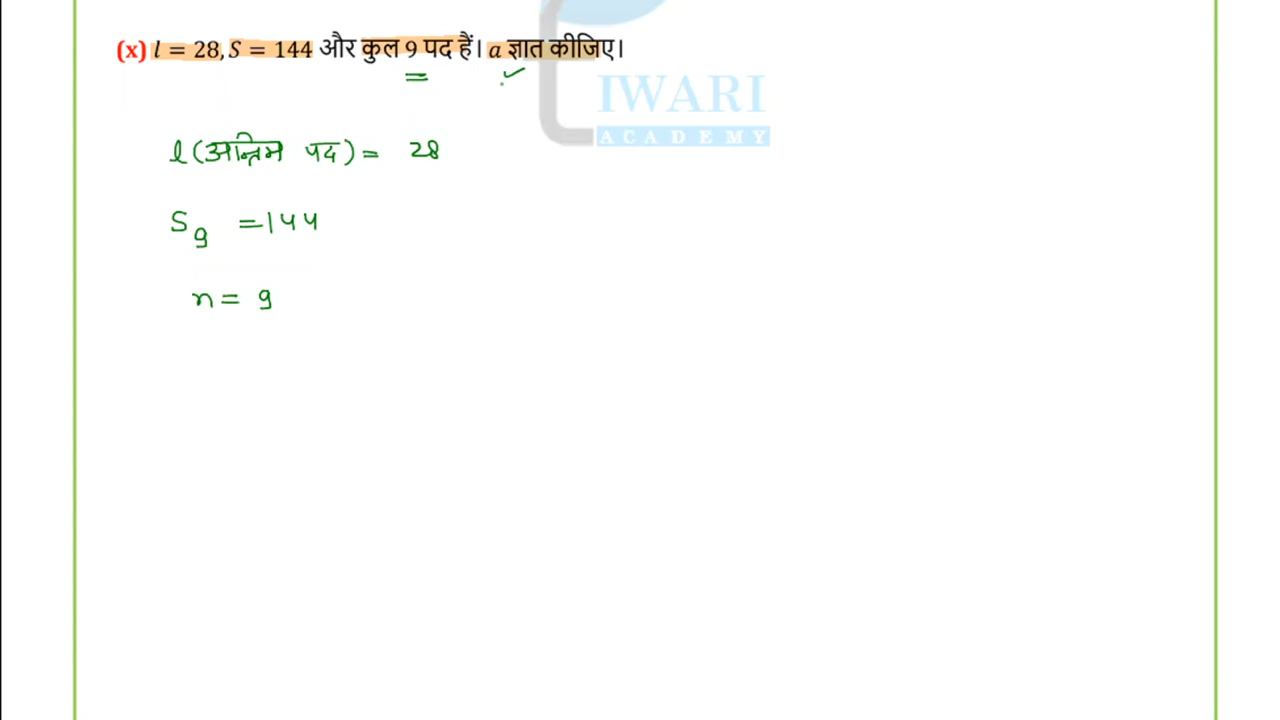 (x) l = 28, S = 144 और कुल 9 पद हैं। a ज्ञात कीजिए।
IWARI
ACADEMY
l (अन्तिम पद) = 28
S9 = 144
n = 9